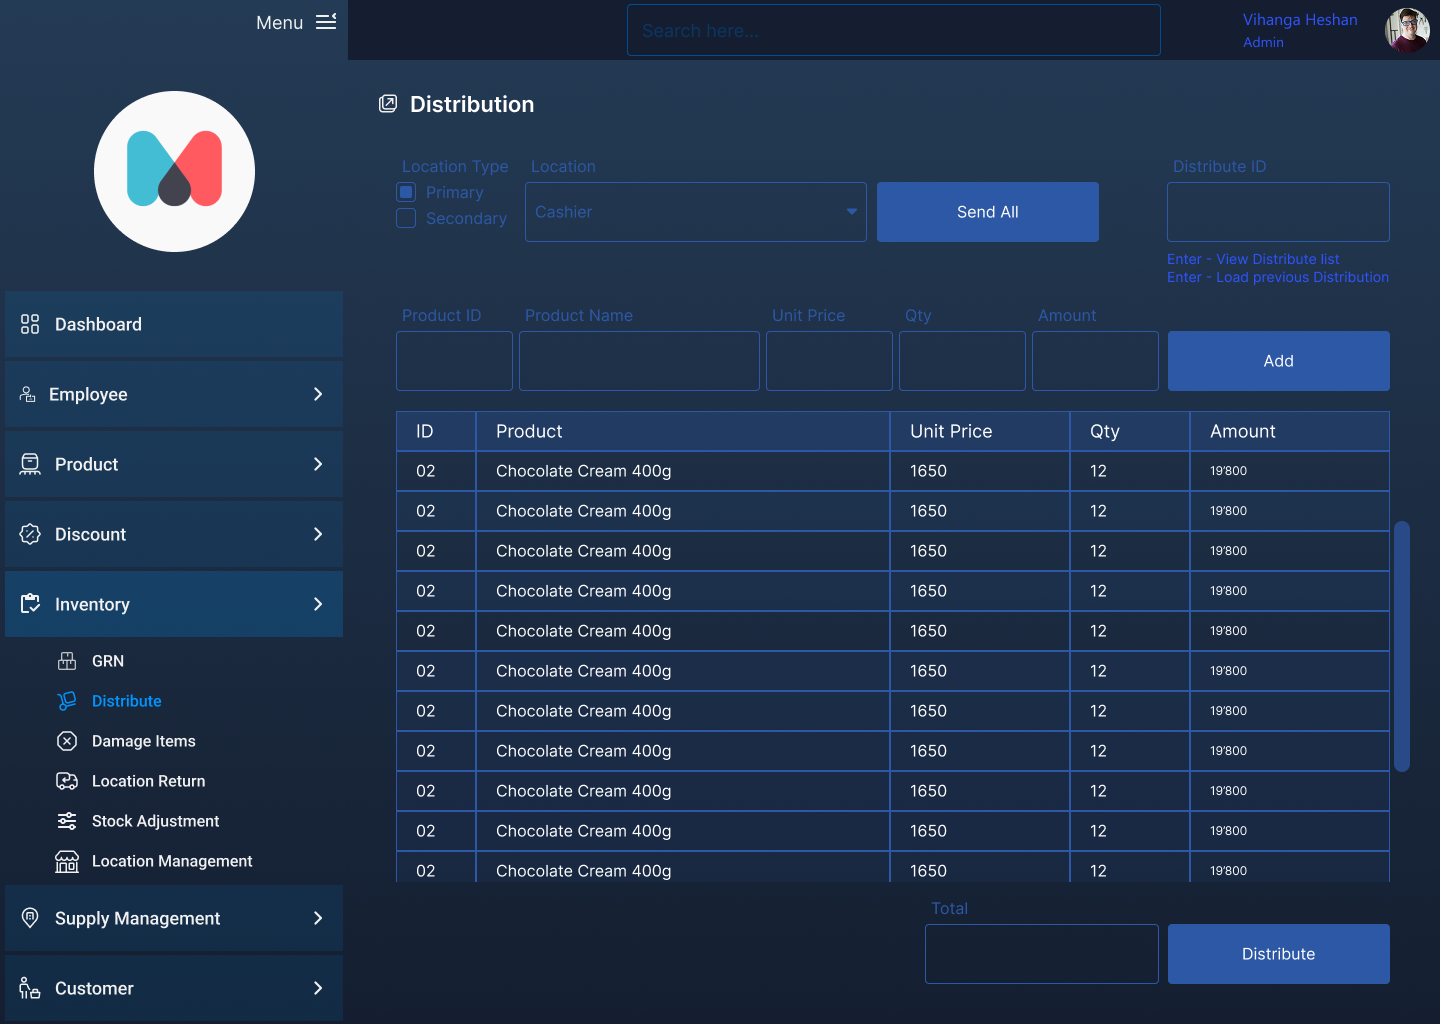 Menu
Search here...
Vihanga Heshan
Admin
Distribution
Location Type
Primary
Secondary
Location
Cashier
Send All
Distribute ID
Enter - View Distribute list
Enter - Load previous Distribution
Dashboard
Employee
Product
Discount
Inventory
GRN
Distribute
Damage Items
Location Return
Stock Adjustment
Location Management
Supply Management
Customer
Product ID Product Name Unit Price Qty Amount
Add
ID Product Unit Price Qty Amount
02 Chocolate Cream 400g 1650 12 19'800
02 Chocolate Cream 400g 1650 12 19'800
02 Chocolate Cream 400g 1650 12 19'800
02 Chocolate Cream 400g 1650 12 19'800
02 Chocolate Cream 400g 1650 12 19'800
02 Chocolate Cream 400g 1650 12 19'800
02 Chocolate Cream 400g 1650 12 19'800
02 Chocolate Cream 400g 1650 12 19'800
02 Chocolate Cream 400g 1650 12 19'800
02 Chocolate Cream 400g 1650 12 19'800
02 Chocolate Cream 400g 1650 12 19'800
Total
Distribute